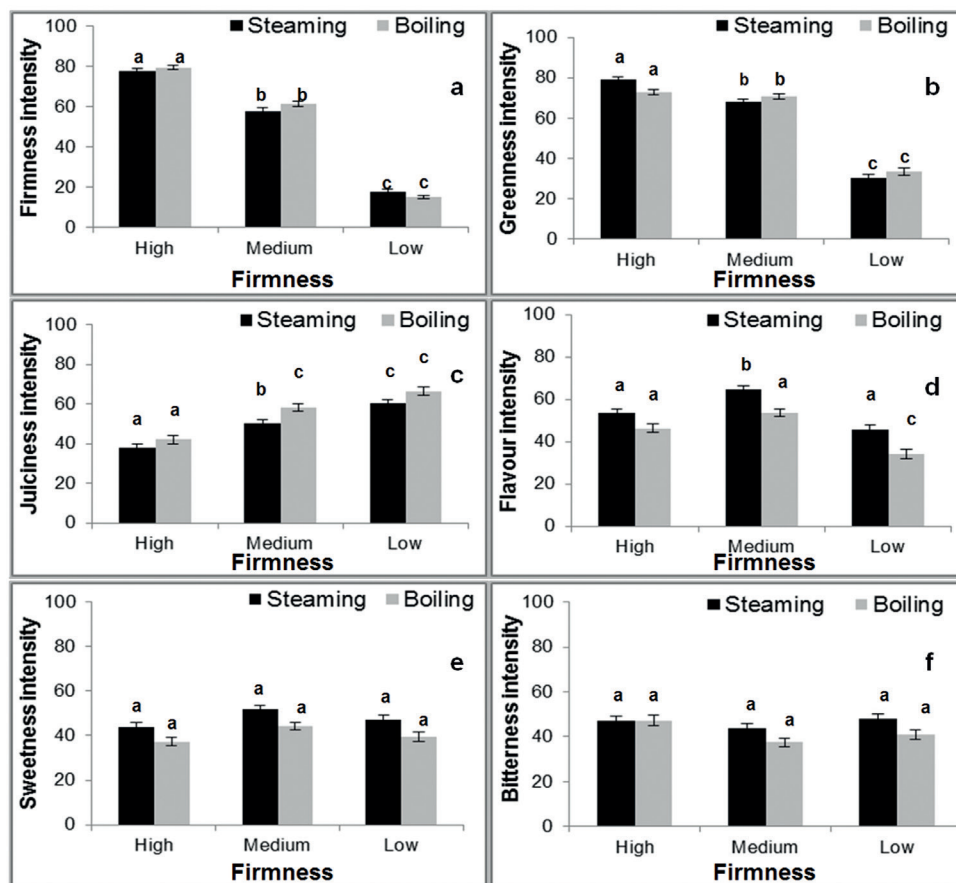 Steaming Boiling
Firmness intensity
100
80
60
40
20
0
a a
b b
c c
a
High Medium Low
Firmness
Steaming Boiling
Greenness intensity
100
80
60
40
20
0
a a
b b
c c
b
High Medium Low
Firmness
Steaming Boiling
Juiciness intensity
100
80
60
40
20
0
a a
b c
c c
c
High Medium Low
Firmness
Steaming Boiling
Flavour intensity
100
80
60
40
20
0
a a
b a
a c
d
High Medium Low
Firmness
Steaming Boiling
Sweetness intensity
100
80
60
40
20
0
a a
a a
a a
e
High Medium Low
Firmness
Steaming Boiling
Bitterness intensity
100
80
60
40
20
0
a a
a a
a a
f
High Medium Low
Firmness